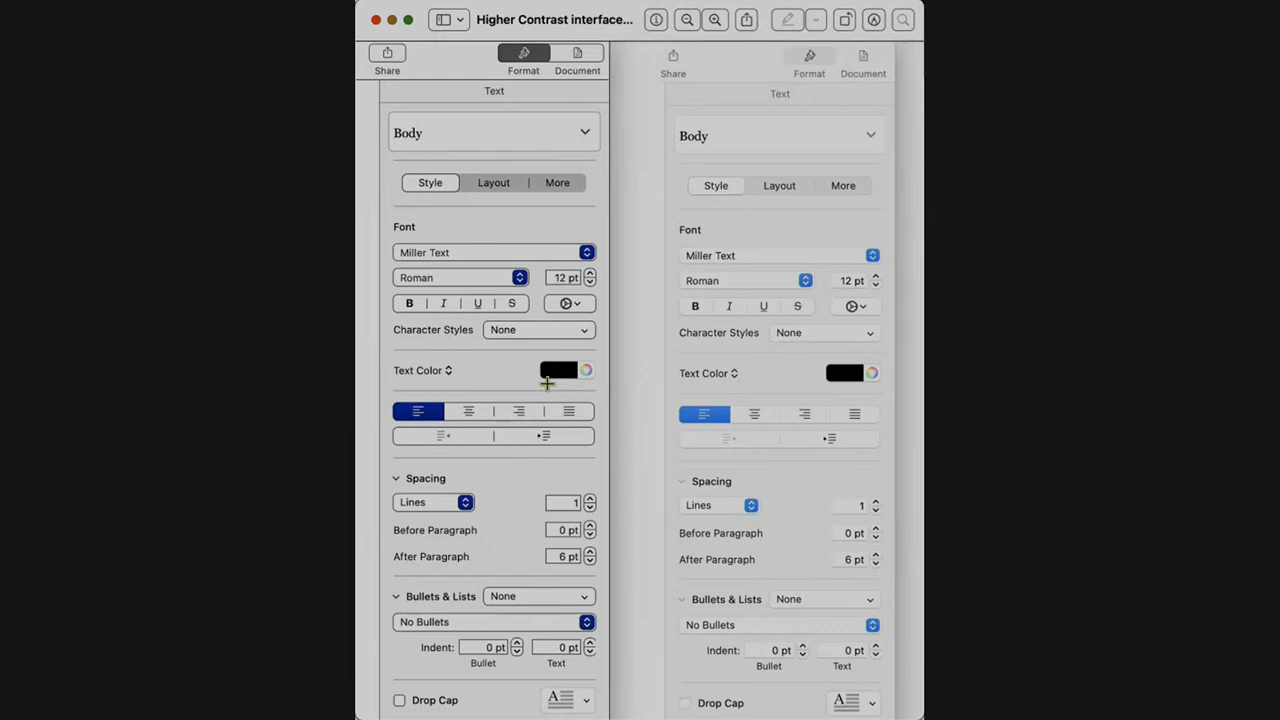 Higher Contrast interface...
Share
Format
Document
Text
Body
Style
Layout
More
Font
Miller Text
Roman
12 pt
B I U S
Character Styles
None
Text Color
Spacing
Lines
1
Before Paragraph
0 pt
After Paragraph
6 pt
Bullets & Lists
None
No Bullets
Indent:
0 pt
0 pt
Bullet
Text
Drop Cap
A
Share
Format
Document
Text
Body
Style
Layout
More
Font
Miller Text
Roman
12 pt
B I U S
Character Styles
None
Text Color
Spacing
Lines
1
Before Paragraph
0 pt
After Paragraph
6 pt
Bullets & Lists
None
No Bullets
Indent:
0 pt
0 pt
Bullet
Text
Drop Cap
A